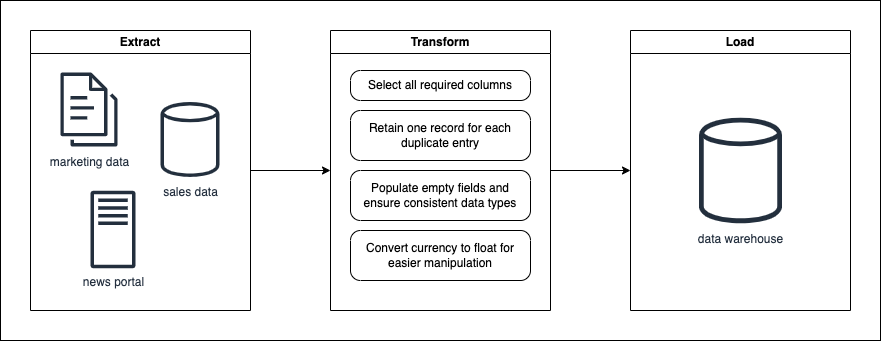 Extract
marketing data
sales data
news portal
Transform
Select all required columns
Retain one record for each
duplicate entry
Populate empty fields and
ensure consistent data types
Convert currency to float for
easier manipulation
Load
data warehouse